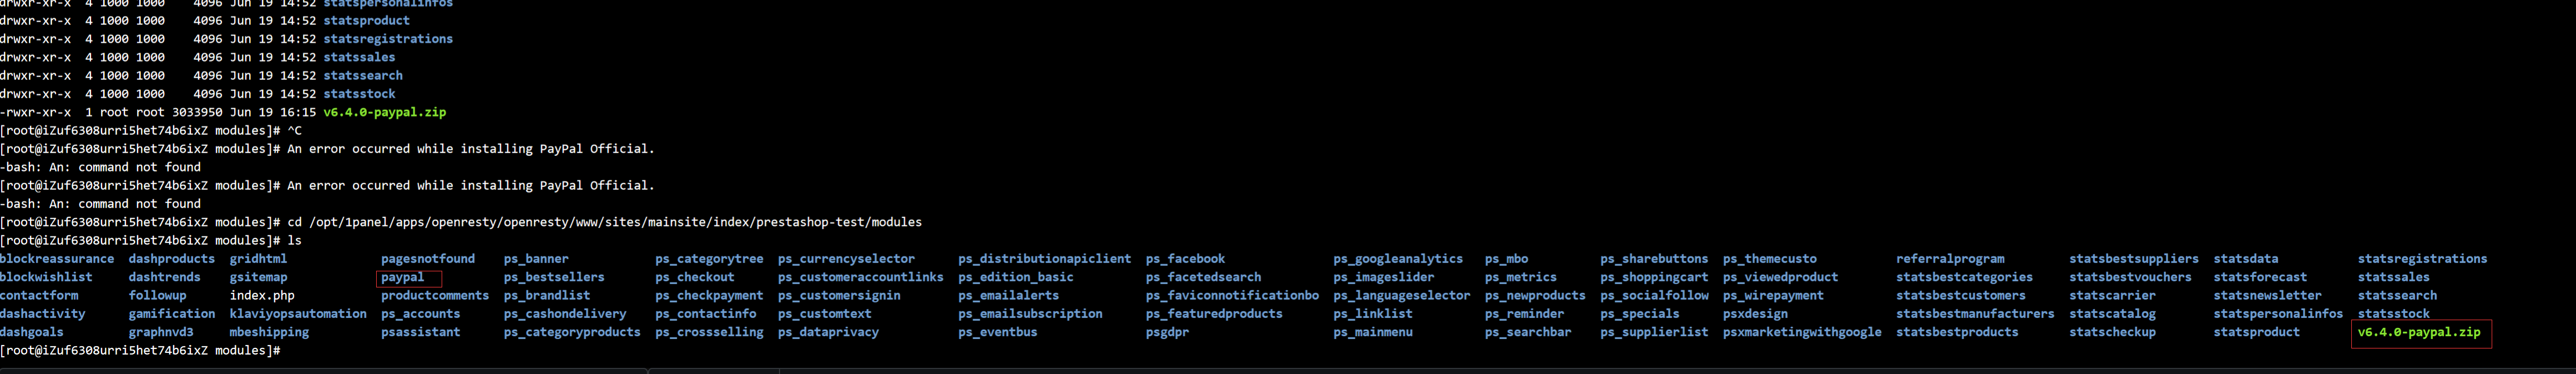 drwxr-xr-x  4 1000 1000    4096 Jun 19 14:52 statspersonalinfos
drwxr-xr-x  4 1000 1000    4096 Jun 19 14:52 statsproduct
drwxr-xr-x  4 1000 1000    4096 Jun 19 14:52 statsregistrations
drwxr-xr-x  4 1000 1000    4096 Jun 19 14:52 statssales
drwxr-xr-x  4 1000 1000    4096 Jun 19 14:52 statssearch
drwxr-xr-x  4 1000 1000    4096 Jun 19 14:52 statsstock
-rwxr-xr-x  1 root root 3033950 Jun 19 16:15 v6.4.0-paypal.zip
[root@iZuf6308urri5het74b6ixZ modules]# ^C
[root@iZuf6308urri5het74b6ixZ modules]# An error occurred while installing PayPal Official.
-bash: An: command not found
[root@iZuf6308urri5het74b6ixZ modules]# An error occurred while installing PayPal Official.
-bash: An: command not found
[root@iZuf6308urri5het74b6ixZ modules]# cd /opt/1panel/apps/openresty/openresty/www/sites/mainsite/index/prestashop-test/modules
[root@iZuf6308urri5het74b6ixZ modules]# ls
blockreassurance dashproducts gridhtml pagesnotfound ps_banner ps_categorytree ps_currencyselector ps_distributionapiclient ps_facebook ps_googleanalytics ps_mbo ps_sharebuttons ps_themecusto referralprogram statsbestsuppliers statsdata statsregistrations
blockwishlist dashtrends gsitemap paypal ps_bestsellers ps_checkout ps_customeraccountlinks ps_edition_basic ps_facetedsearch ps_imageslider ps_metrics ps_shoppingcart ps_viewedproduct statsbestcategories statsbestvouchers statsforecast statssales
contactform followup index.php productcomments ps_brandlist ps_checkpayment ps_customersignin ps_emailalerts ps_faviconnotificationbo ps_languageselector ps_newproducts ps_socialfollow ps_wirepayment statsbestcustomers statscarrier statsnewsletter statssearch
dashactivity gamification klaviyopsautomation ps_accounts ps_cashondelivery ps_contactinfo ps_customtext ps_emailsubscription ps_featuredproducts ps_linklist ps_reminder ps_specials psxdesign statsbestmanufacturers statscatalog statspersonalinfos statsstock
dashgoals graphnvd3 mbeshipping psassistant ps_categoryproducts ps_crossselling ps_dataprivacy ps_eventbus psgdpr ps_mainmenu ps_searchbar ps_supplierlist psxmarketingwithgoogle statsbestproducts statscheckup statsproduct v6.4.0-paypal.zip
[root@iZuf6308urri5het74b6ixZ modules]#